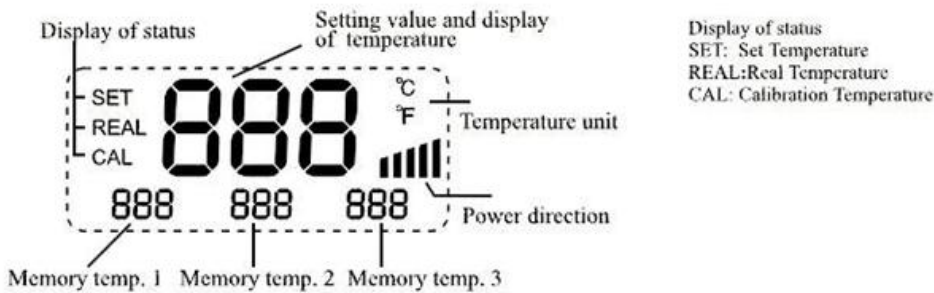 Display of status
Setting value and display
of temperature
SET
REAL
CAL
888
°C
°F
Temperature unit
Power direction
888 888 888
Memory temp. 1 Memory temp. 2 Memory temp. 3
Display of status
SET: Set Temperature
REAL:Real Temperature
CAL: Calibration Temperature